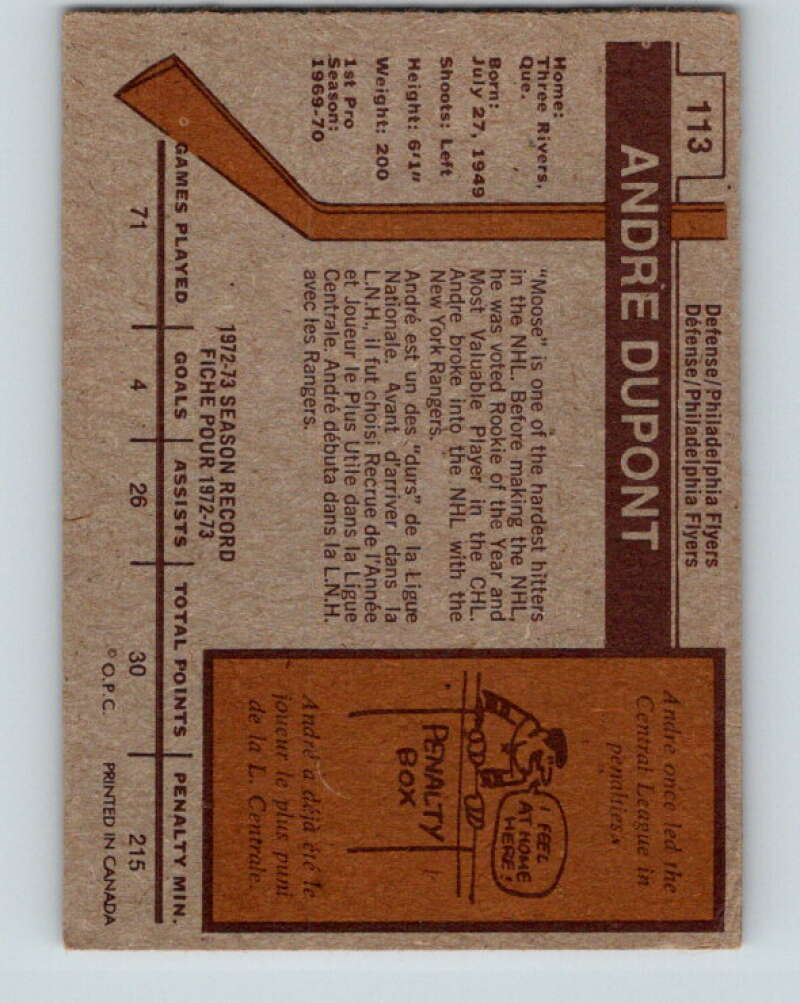 113
ANDRE DUPONT
Defense/Philadelphia Flyers
Défense/Philadelphia Flyers
Home:
Three Rivers,
Que.
Born:
July 27, 1949
Shoots: Left
Height: 6'1"
Weight: 200
1st Pro
Season:
1969-70
"Moose" is one of the hardest hitters
in the NHL. Before making the NHL,
he was voted Rookie of the Year and
Most Valuable Player in the CHL.
Andre broke into the NHL with the
New York Rangers.
André est un des "durs" de la Ligue
Nationale. Avant d'arriver dans la
L.N.H., il fut choisi Recrue de l'Année
et Joueur le Plus Utile dans la Ligue
Centrale. André débuta dans la L.N.H.
avec les Rangers.
Andre once led the
Central League in
penalties.
I FEEL
AT HOME
HERE!
PENALTY
BOX
André a déjà été le
joueur le plus puni
de la L. Centrale.
1972-73 SEASON RECORD
FICHE POUR 1972-73
GAMES PLAYED GOALS ASSISTS TOTAL POINTS PENALTY MIN.
71 4 26 30 215
© O.P.C. PRINTED IN CANADA